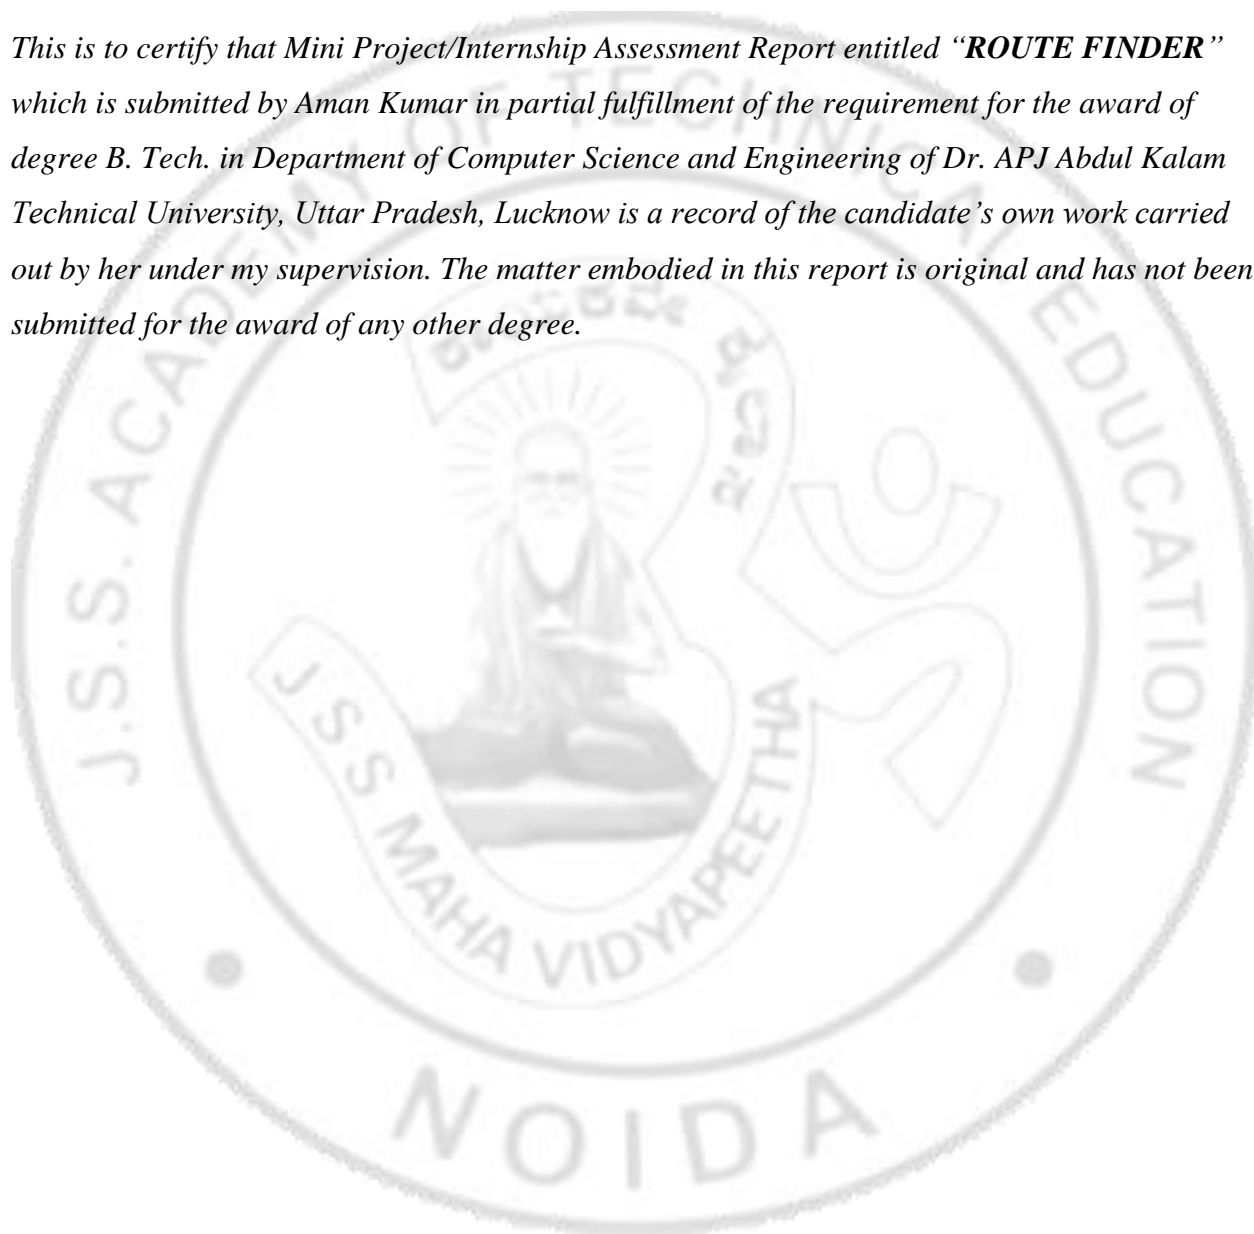 This is to certify that Mini Project/Internship Assessment Report entitled “ROUTE FINDER”
which is submitted by Aman Kumar in partial fulfillment of the requirement for the award of
degree B. Tech. in Department of Computer Science and Engineering of Dr. APJ Abdul Kalam
Technical University, Uttar Pradesh, Lucknow is a record of the candidate’s own work carried
out by her under my supervision. The matter embodied in this report is original and has not been
submitted for the award of any other degree.
J.S.S. ACADEMY OF TECHNICAL EDUCATION
J S S MAHA VIDYAPEETHA
NOIDA